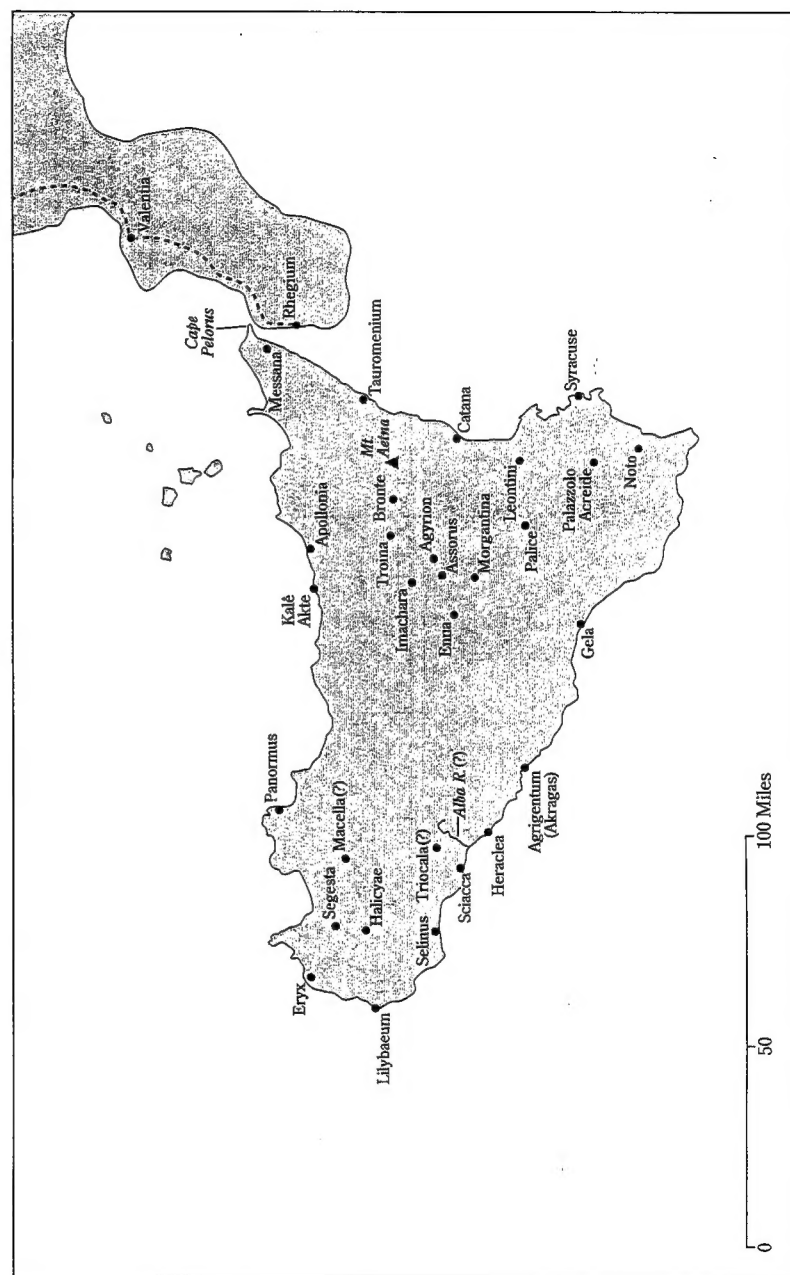 Valentia
Cape
Pelorus
Rhegium
Messana
Tauromenium
Mt.
Aetna
Catana
Syracuse
Apollonia
Kalê
Akte
Bronte
Troina
Agyrion
Imachara
Assorus
Morgantina
Enna
Leontini
Palice
Palazzolo
Acreide
Noto
Gela
Panormus
Macella(?)
Segesta
Halicyae
Eryx
Lilybaeum
Triocala(?)
Alba R.(?)
Selinus
Sciacca
Heraclea
Agrigentum
(Akragas)
0
50
100 Miles